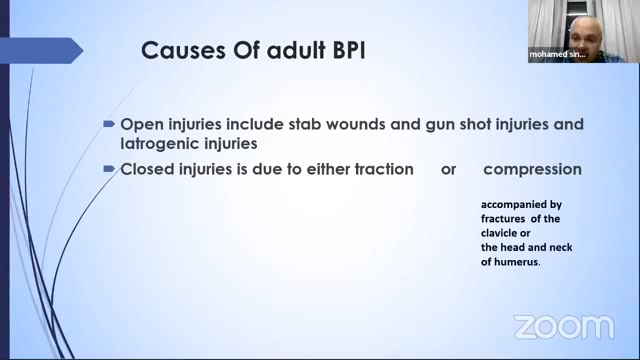 Causes Of adult BPI
mohamed sin...
Open injuries include stab wounds and gun shot injuries and
Iatrogenic injuries
Closed injuries is due to either traction or compression
accompanied by
fractures of the
clavicle or
the head and neck
of humerus.
zoom